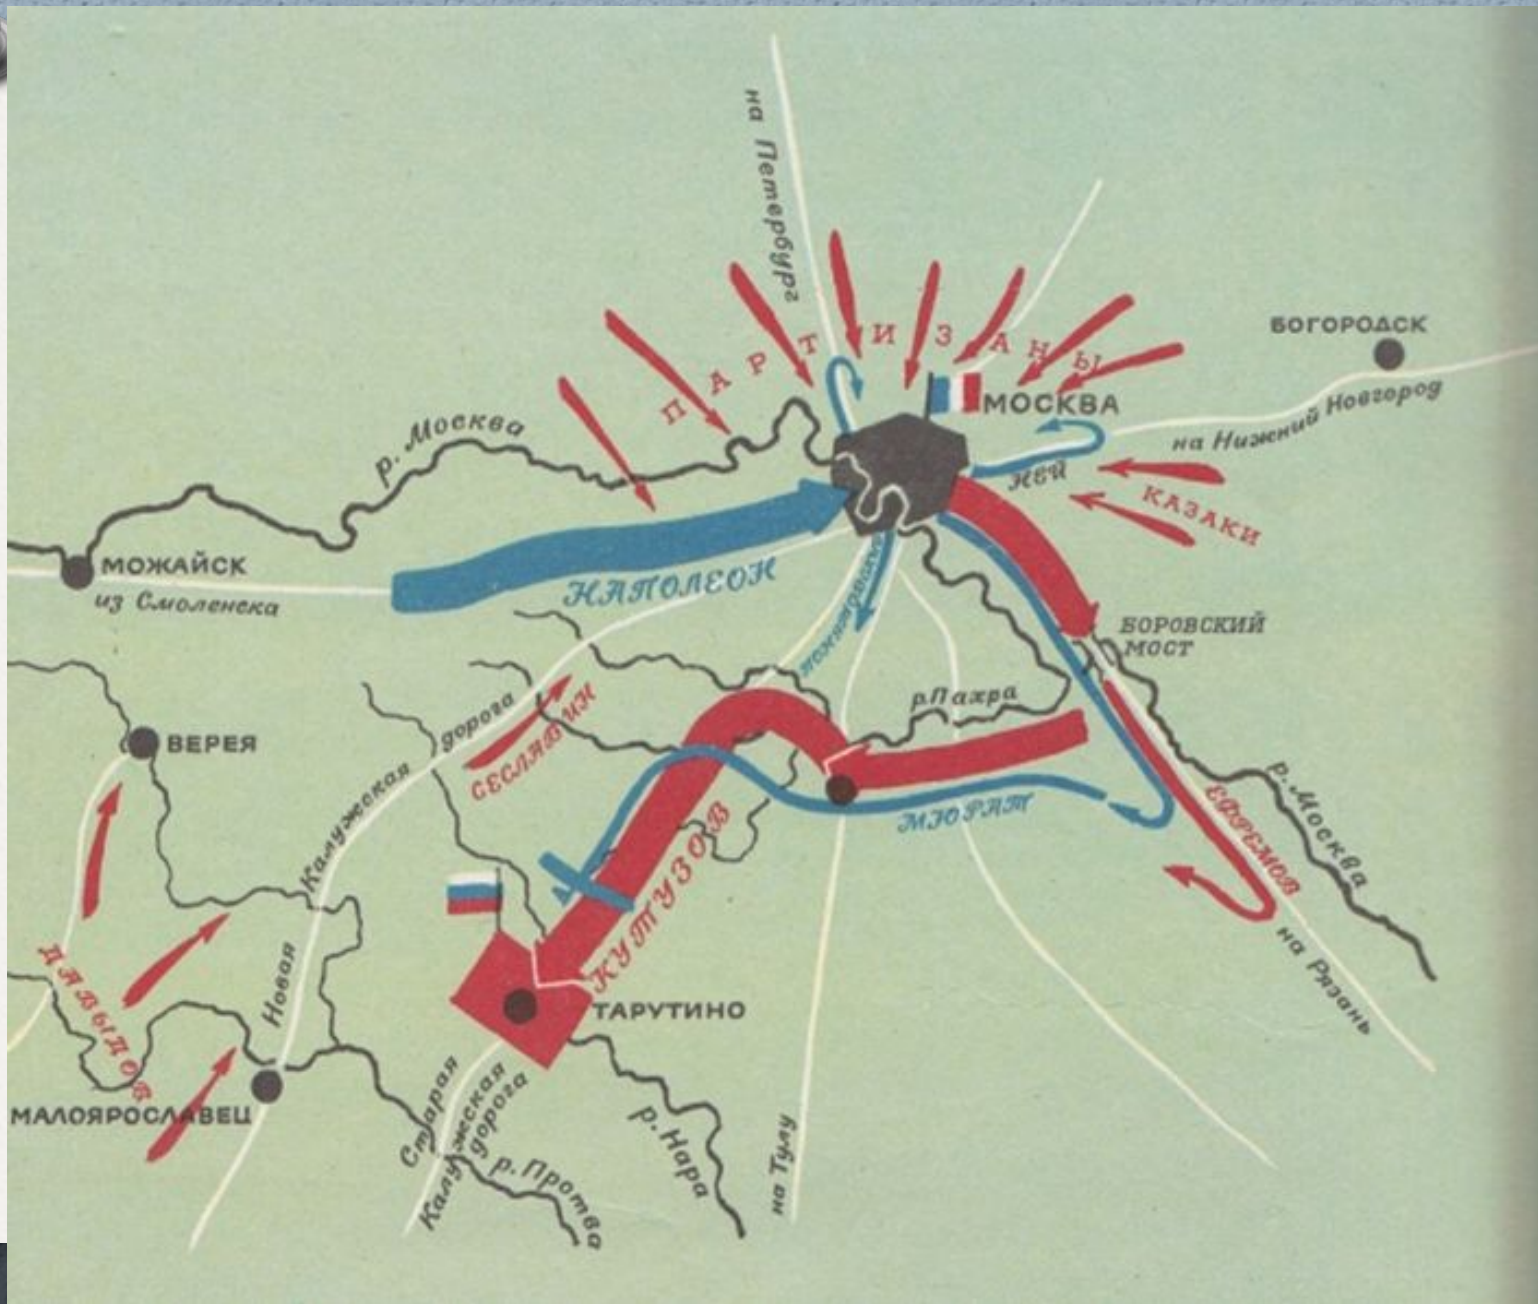 на Петербург
ПАРТИЗАНЫ
БОГОРОДСК
МОСКВА
на Нижний Новгород
р. Москва
НЕЙ
КАЗАКИ
МОЖАЙСК
из Смоленска
НАПОЛЕОН
БОРОВСКИЙ
МОСТ
р. Пахра
СЕСЛАВИН
ВЕРЕЯ
Новая Калужская дорога
МЮРАТ
ЕФРЕМОВ
р. Москва
КУТУЗОВ
на Рязань
ДАВЫДОВ
ТАРУТИНО
МАЛОЯРОСЛАВЕЦ
Старая
Калужская
дорога
р. Протва
р. Нара
на Тулу